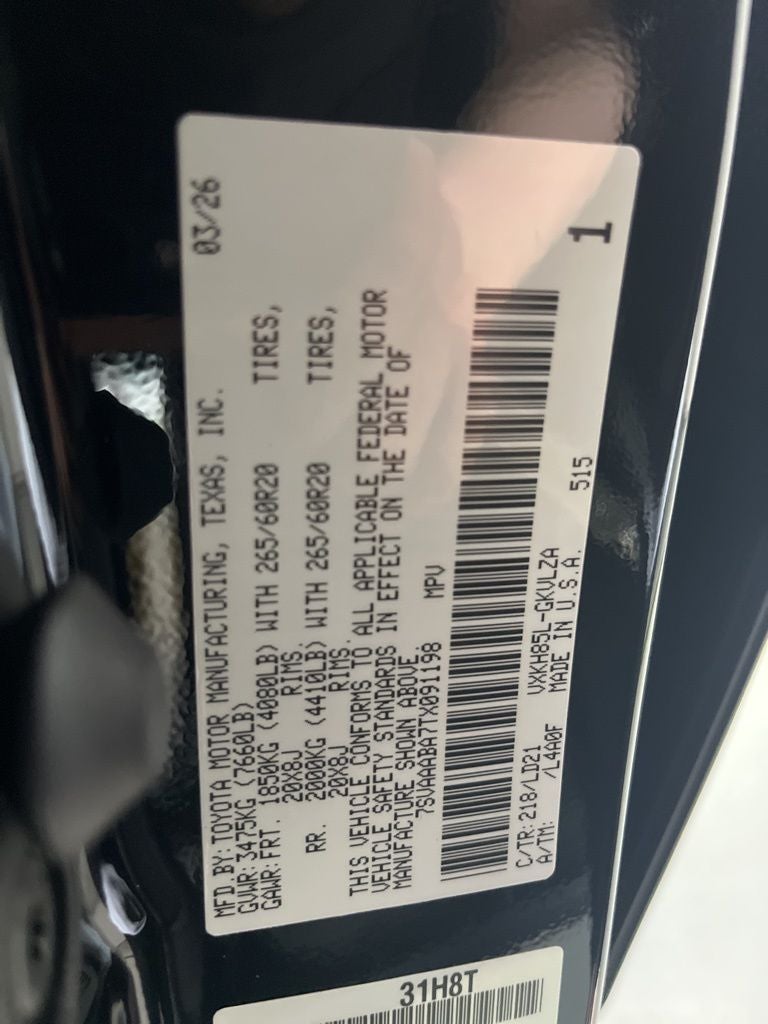 MFD.BY:TOYOTA MOTOR MANUFACTURING, TEXAS, INC. 03/26
GVWR:3475KG (7660LB)
GAWR:FRT. 1850KG (4080LB) WITH 265/60R20 TIRES,
20X8J RIMS.
RR. 2000KG (4410LB) WITH 265/60R20 TIRES,
20X8J RIMS.
THIS VEHICLE CONFORMS TO ALL APPLICABLE FEDERAL MOTOR
VEHICLE SAFETY STANDARDS IN EFFECT ON THE DATE OF
MANUFACTURE SHOWN ABOVE.
7SVAAABA7TX091198 MPV
C/TR:218/LD21 VXKH85L-GKVLZA
A/TM: /L4A0F MADE IN U.S.A. 515
1
31H8T